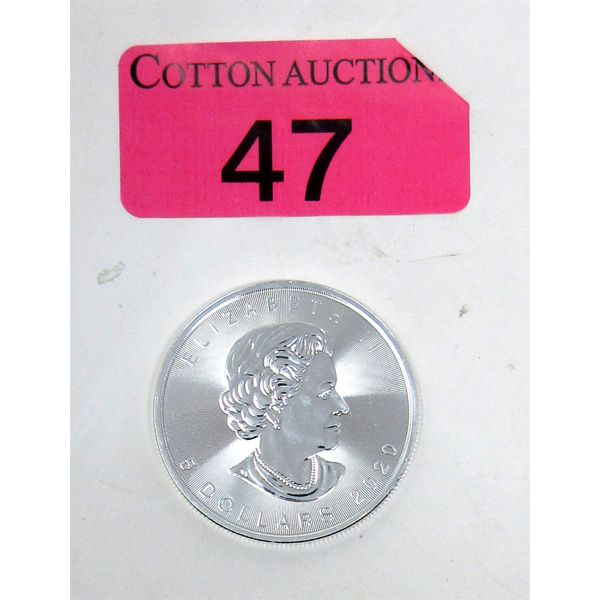 COTTON AUCTION
47
ELIZABETH II
5 DOLLARS 2020